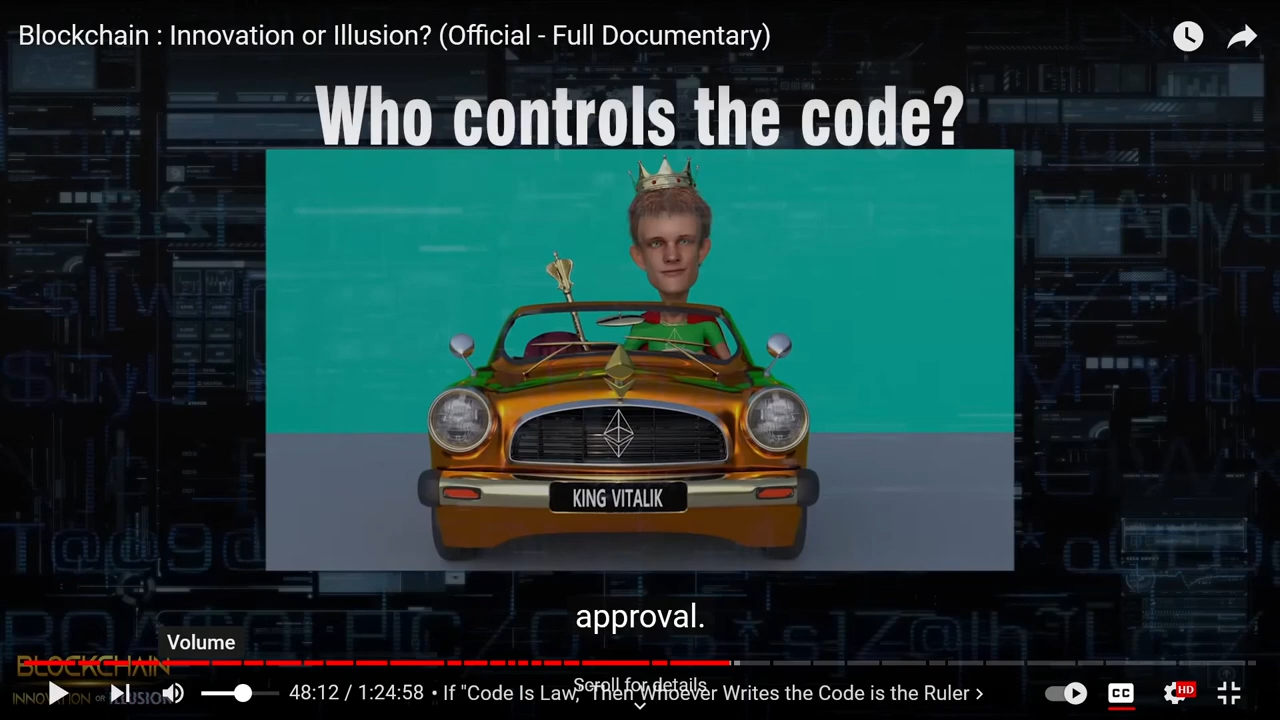 Blockchain : Innovation or Illusion? (Official - Full Documentary)
Who controls the code?
KING VITALIK
approval.
Volume
BLOCKCHAIN
INNOVATION OR ILLUSION
Scroll for details
48:12 / 1:24:58 • If "Code Is Law," Then Whoever Writes the Code is the Ruler
CC
HD